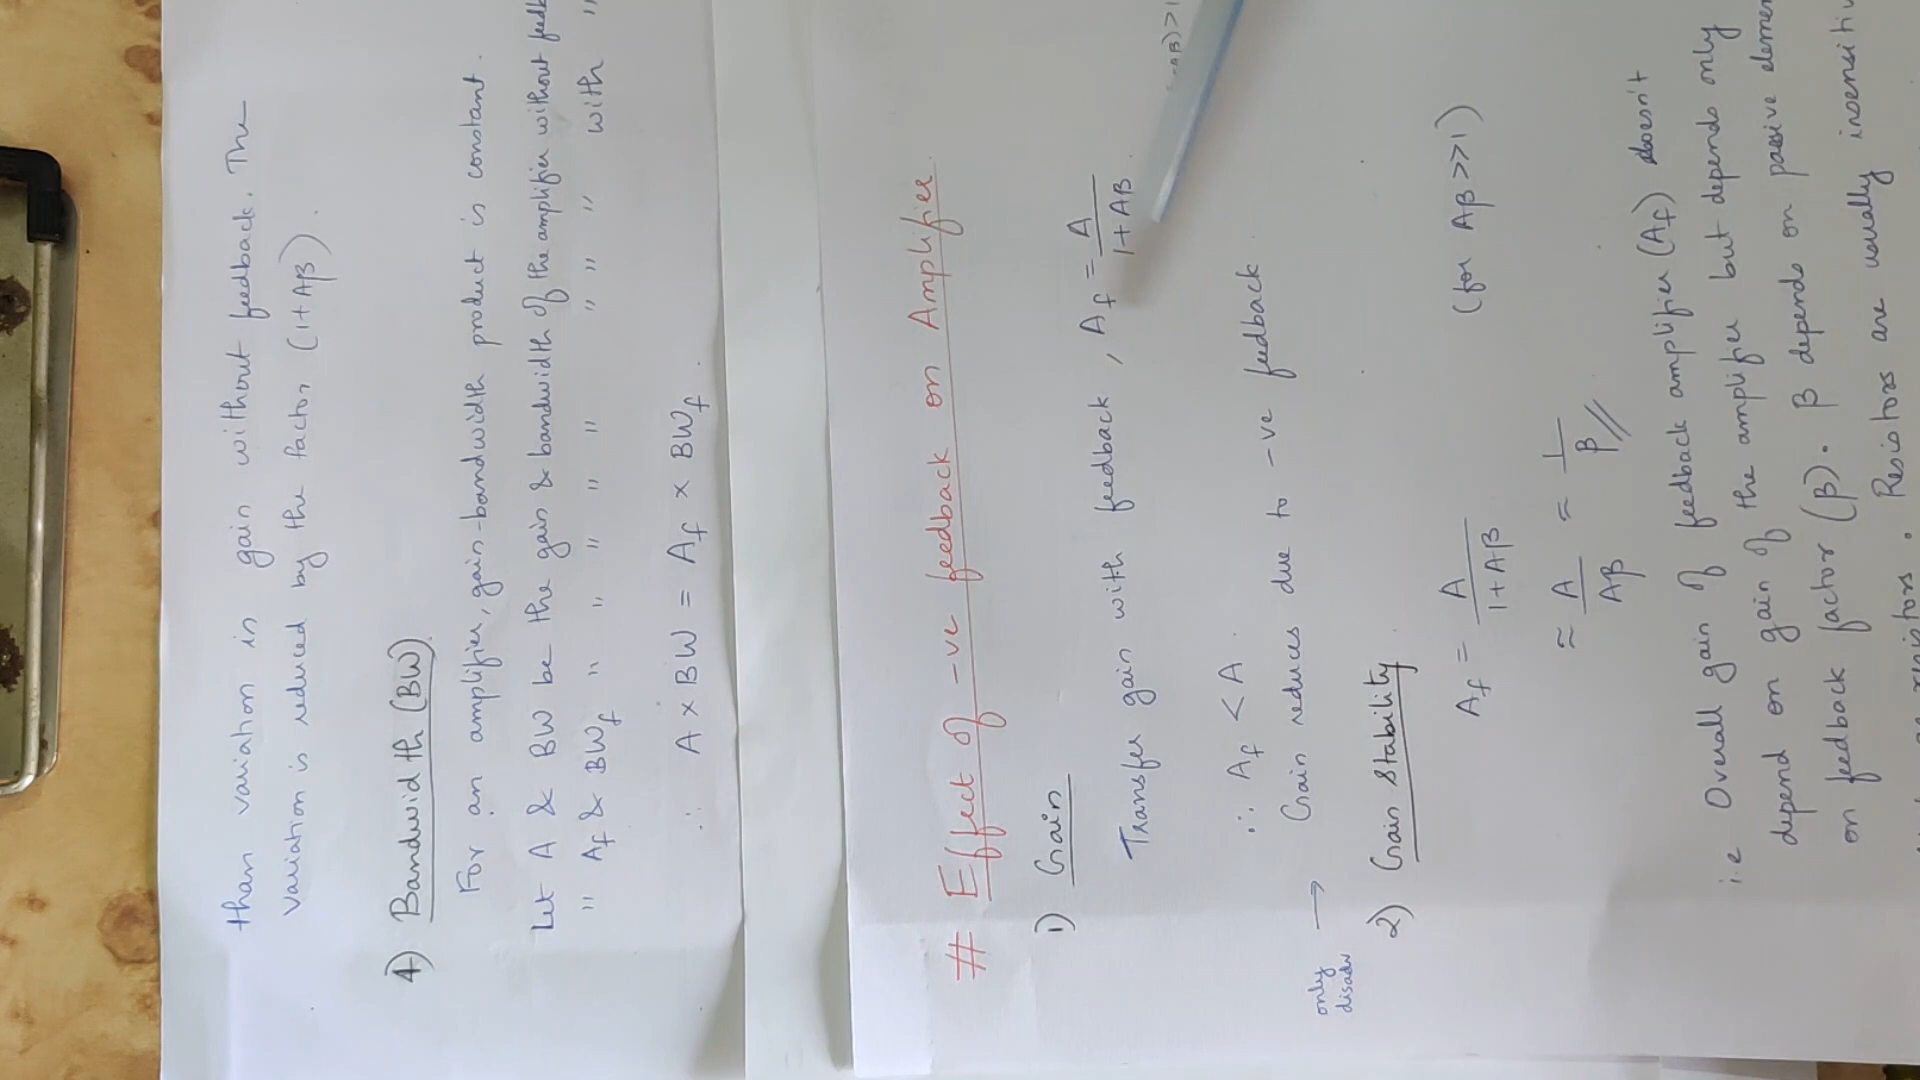 than variation in gain without feedback. The
variation is reduced by the factor (1+Aβ).
4) Bandwidth (BW)
For an amplifier, gain-bandwidth product is constant.
Let A & BW be the gain & bandwidth of the amplifier without
" Af & BWf " " " " " " " with "
∴ A × BW = Af × BWf.
# Effect of -ve feedback on Amplifier
1) Gain
Transfer gain with feedback, Af = A / 1+Aβ
∴ Af < A
only disadv → Gain reduces due to -ve feedback
2) Gain Stability
Af = A / 1+Aβ (for Aβ >>1)
≈ A / Aβ ≈ 1 / β //
i.e Overall gain of feedback amplifier (Af) doesn't
depend on gain of the amplifier but depends only
on feedback factor (β). β depends on passive
Resistors are usually